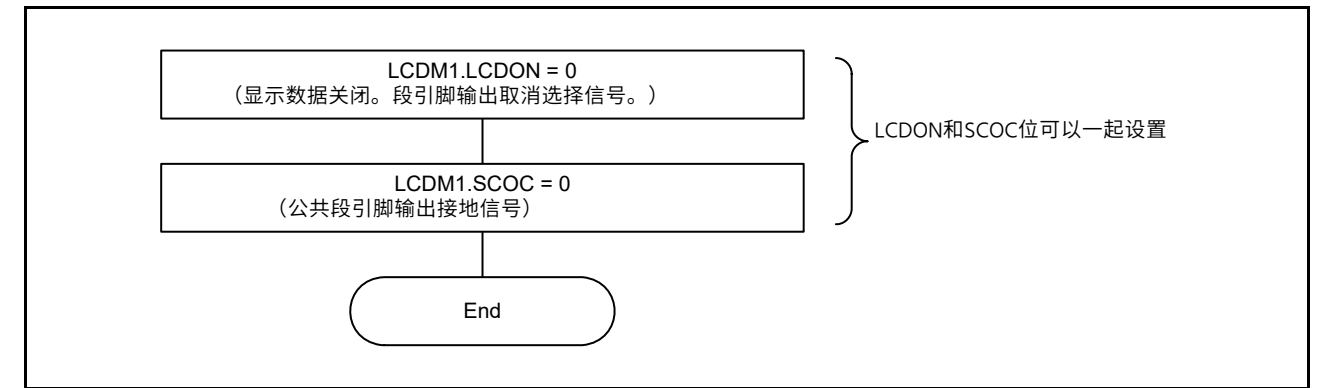 LCDM1.LCDON = 0
（显示数据关闭。段引脚输出取消选择信号。）
LCDON和SCOC位可以一起设置
LCDM1.SCOC = 0
（公共段引脚输出接地信号）
End